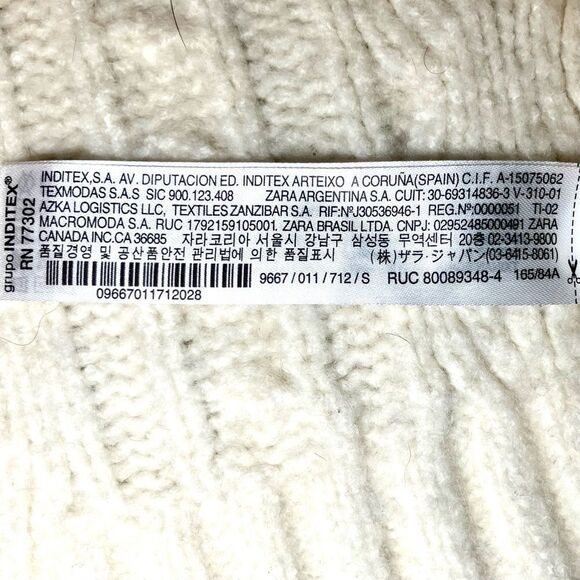 grupo INDITEX®
RN 77302
INDITEX,S.A. AV. DIPUTACION ED. INDITEX ARTEIXO A CORUÑA(SPAIN) C.I.F. A-15075062
TEXMODAS S.A.S SIC 900.123.408 ZARA ARGENTINA S.A. CUIT: 30-69314836-3 V-310-01
AZKA LOGISTICS LLC, TEXTILES ZANZIBAR S.A. RIF:NºJ30536946-1 REG.Nº:0000051 TI-02
MACROMODA S.A. RUC 1792159105001. ZARA BRASIL LTDA. CNPJ: 02952485000491 ZARA
CANADA INC.CA 36685 자라코리아 서울시 강남구 삼성동 무역센터 20층 02-3413-9800
품질경영 및 공산품안전 관리법에 의한 품질표시 (株) ザラ・ジャパン (03-6415-8061)
9667 / 011 / 712 / S RUC 80089348-4 165/84A
09667011712028